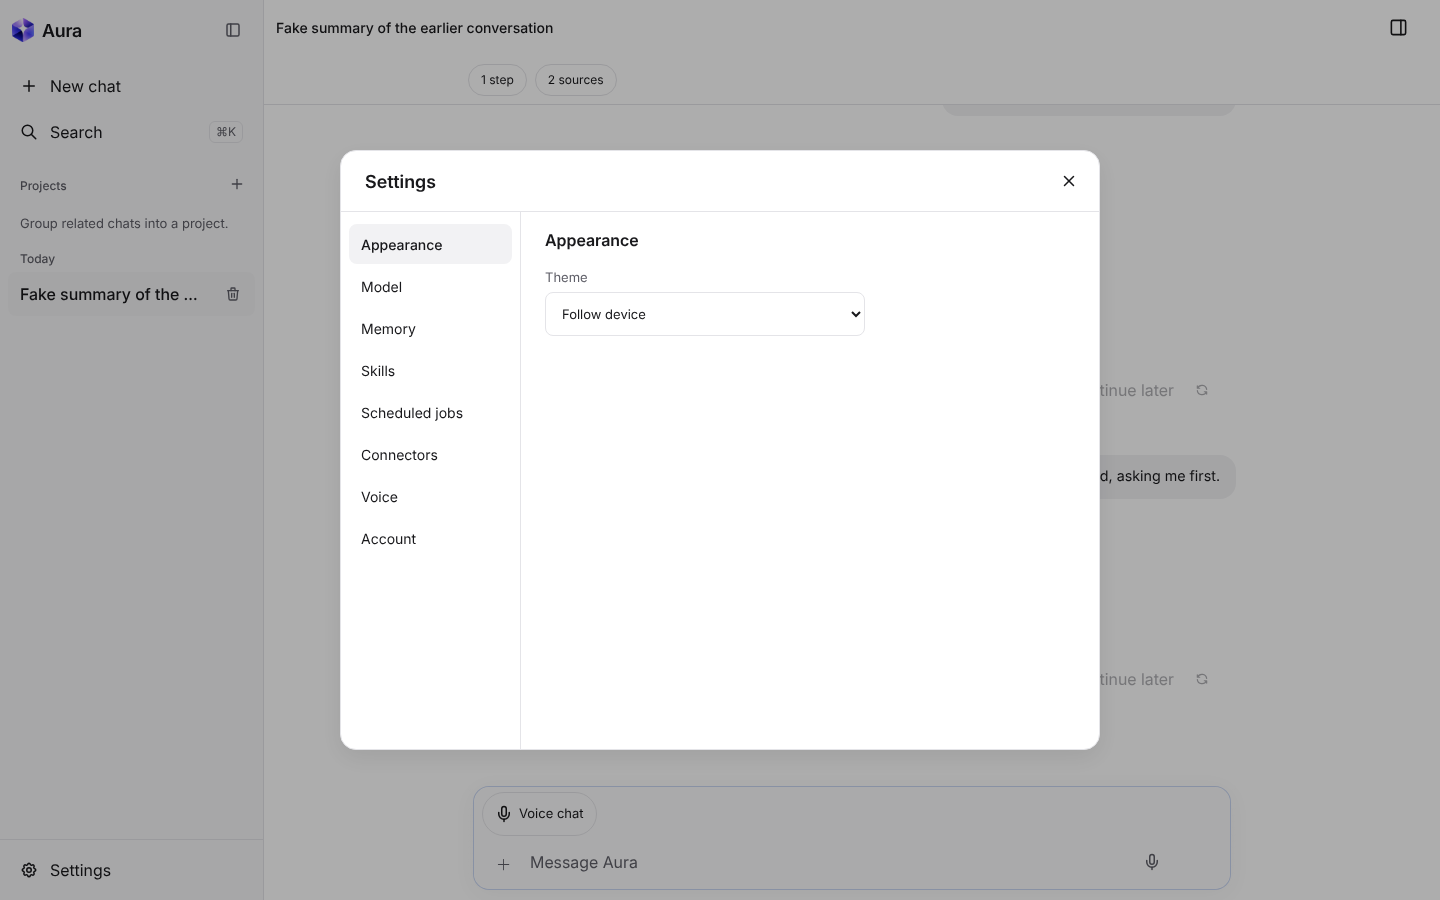 Aura
Fake summary of the earlier conversation
1 step
2 sources
New chat
Search
⌘K
Projects
Group related chats into a project.
Today
Fake summary of the ...
Settings
Settings
Appearance
Model
Memory
Skills
Scheduled jobs
Connectors
Voice
Account
Appearance
Theme
Follow device
tinue later
d, asking me first.
tinue later
Voice chat
Message Aura